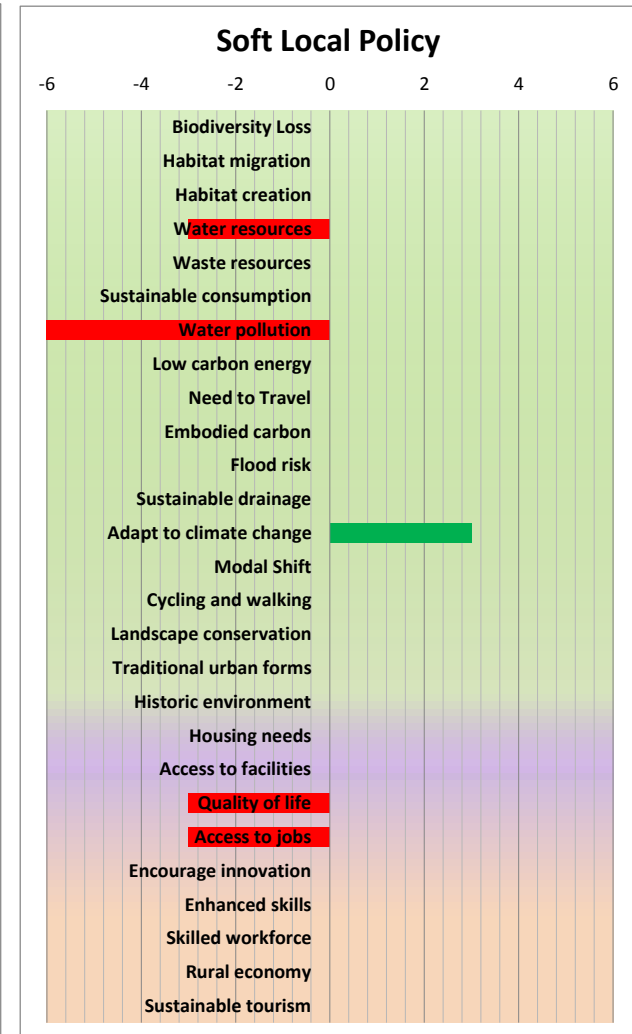 Soft Local Policy
-6 -4 -2 0 2 4 6
Biodiversity Loss
Habitat migration
Habitat creation
Water resources
Waste resources
Sustainable consumption
Water pollution
Low carbon energy
Need to Travel
Embodied carbon
Flood risk
Sustainable drainage
Adapt to climate change
Modal Shift
Cycling and walking
Landscape conservation
Traditional urban forms
Historic environment
Housing needs
Access to facilities
Quality of life
Access to jobs
Encourage innovation
Enhanced skills
Skilled workforce
Rural economy
Sustainable tourism